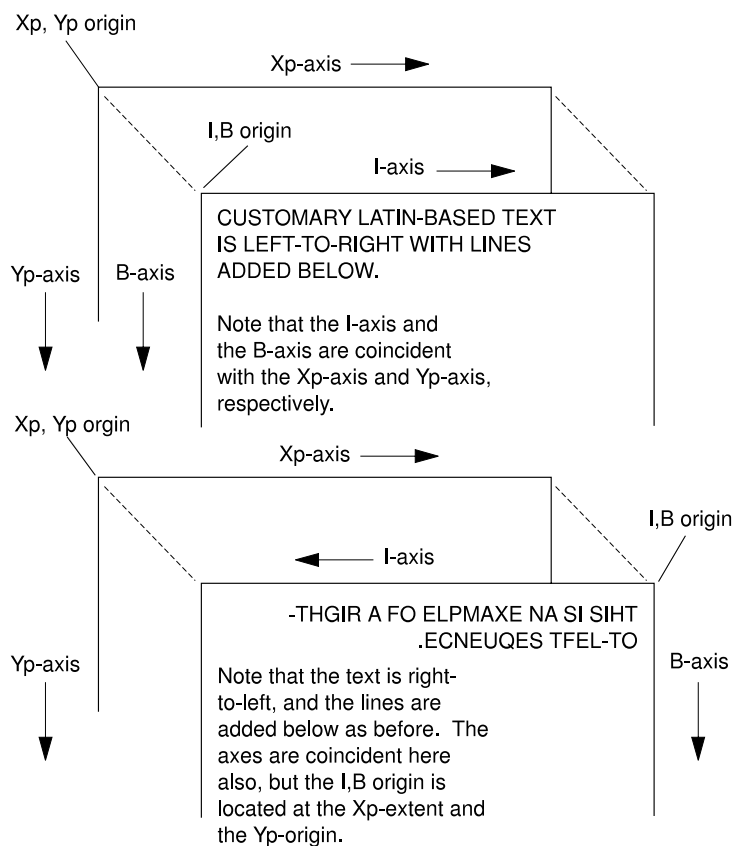 Xp, Yp origin
Xp-axis
I,B origin
I-axis
CUSTOMARY LATIN-BASED TEXT
IS LEFT-TO-RIGHT WITH LINES
ADDED BELOW.
Yp-axis
B-axis
Note that the I-axis and
the B-axis are coincident
with the Xp-axis and Yp-axis,
respectively.
Xp, Yp orgin
Xp-axis
I,B origin
I-axis
-THGIR A FO ELPMAXE NA SI SIHT
.ECNEUQES TFEL-OT
Yp-axis
B-axis
Note that the text is right-
to-left, and the lines are
added below as before. The
axes are coincident here
also, but the I,B origin is
located at the Xp-extent and
the Yp-origin.